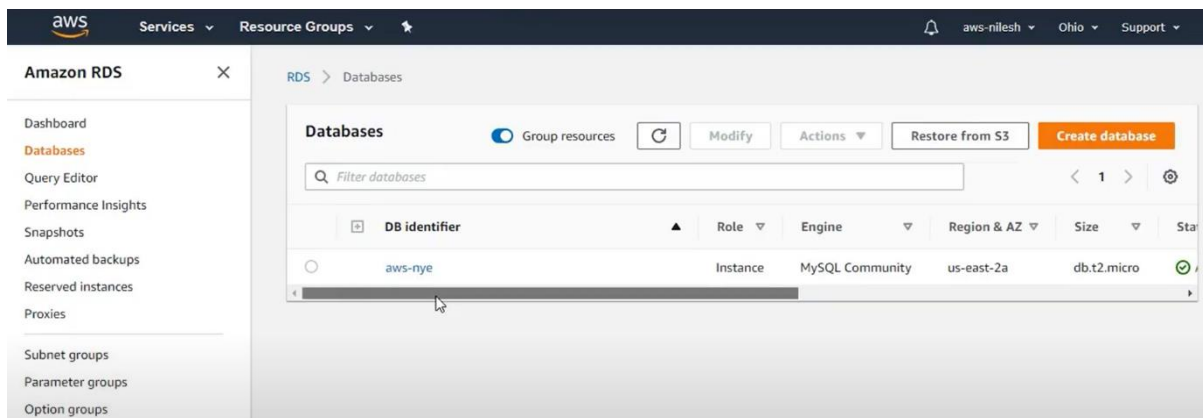 aws Services Resource Groups aws-nilesh Ohio Support
Amazon RDS
Dashboard
Databases
Query Editor
Performance Insights
Snapshots
Automated backups
Reserved instances
Proxies
Subnet groups
Parameter groups
Option groups
RDS > Databases
Databases Group resources Modify Actions Restore from S3 Create database
Filter databases 1
DB identifier Role Engine Region & AZ Size
aws-nye Instance MySQL Community us-east-2a db.t2.micro